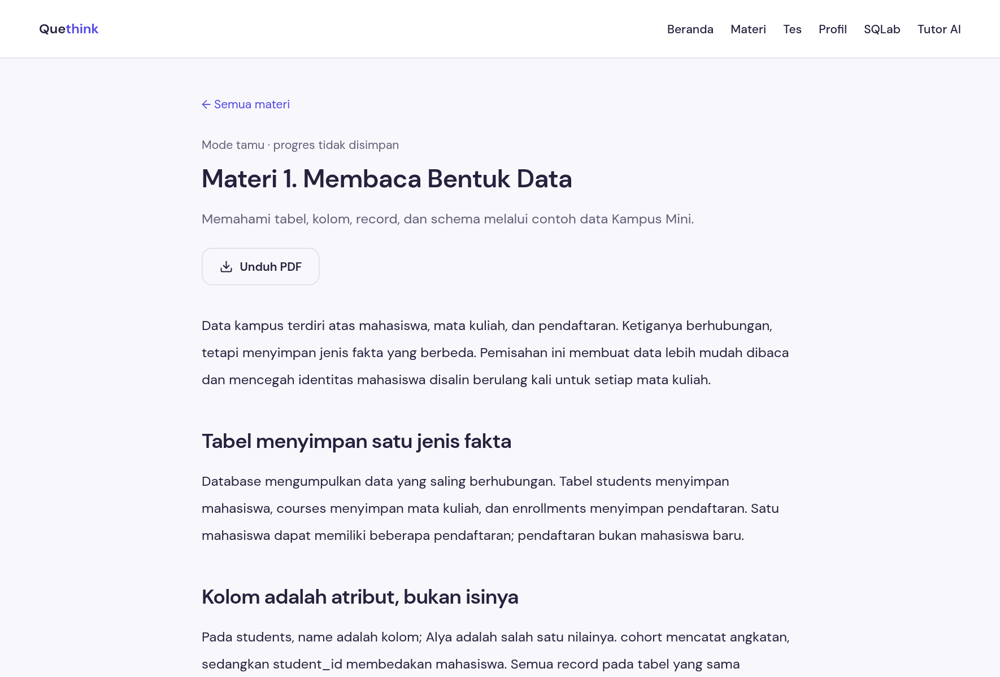 Quethink
Beranda Materi Tes Profil SQLab Tutor AI
← Semua materi
Mode tamu · progres tidak disimpan
Materi 1. Membaca Bentuk Data
Memahami tabel, kolom, record, dan schema melalui contoh data Kampus Mini.
Unduh PDF
Data kampus terdiri atas mahasiswa, mata kuliah, dan pendaftaran. Ketiganya berhubungan,
tetapi menyimpan jenis fakta yang berbeda. Pemisahan ini membuat data lebih mudah dibaca
dan mencegah identitas mahasiswa disalin berulang kali untuk setiap mata kuliah.
Tabel menyimpan satu jenis fakta
Database mengumpulkan data yang saling berhubungan. Tabel students menyimpan
mahasiswa, courses menyimpan mata kuliah, dan enrollments menyimpan pendaftaran. Satu
mahasiswa dapat memiliki beberapa pendaftaran; pendaftaran bukan mahasiswa baru.
Kolom adalah atribut, bukan isinya
Pada students, name adalah kolom; Alya adalah salah satu nilainya. cohort mencatat angkatan,
sedangkan student_id membedakan mahasiswa. Semua record pada tabel yang sama